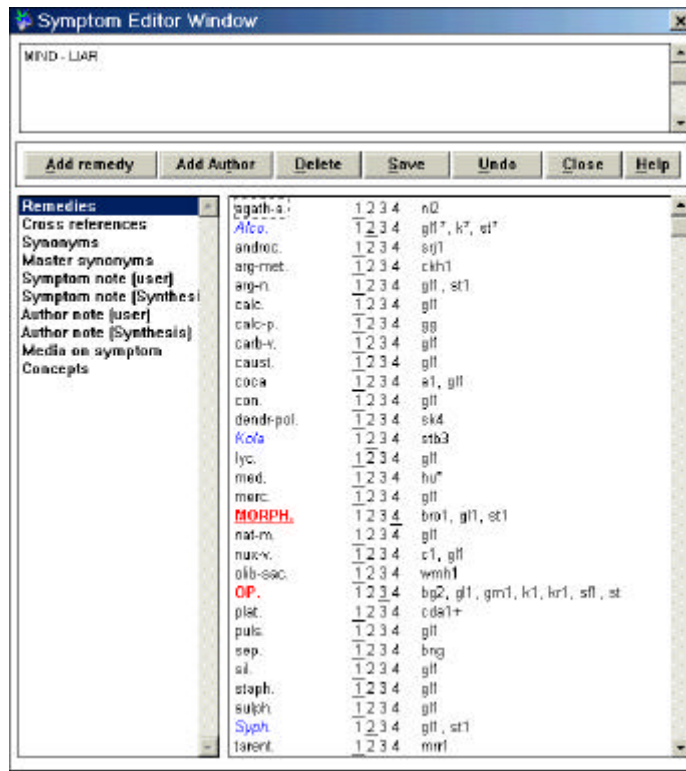 Symptom Editor Window
MIND - LIAR
Add remedy Add Author Delete Save Undo Close Help
Remedies
Cross references
Synonyms
Master synonyms
Symptom note (user)
Symptom note (Synthesi
Author note (user)
Author note (Synthesis)
Media on symptom
Concepts
agath-a. 1 2 3 4 nl2
Alco. 1 2 3 4 gl1*, k*, st*
androc. 1 2 3 4 srj1
arg-met. 1 2 3 4 ckh1
arg-n. 1 2 3 4 gl1, st1
calc. 1 2 3 4 gl1
calc-p. 1 2 3 4 gg
carb-v. 1 2 3 4 gl1
caust. 1 2 3 4 gl1
coca 1 2 3 4 a1, gl1
con. 1 2 3 4 gl1
dendr-pol. 1 2 3 4 sk4
Kola 1 2 3 4 stb3
lyc. 1 2 3 4 gl1
med. 1 2 3 4 hu*
merc. 1 2 3 4 gl1
MORPH. 1 2 3 4 bro1, gl1, st1
nat-m. 1 2 3 4 gl1
nux-v. 1 2 3 4 c1, gl1
olib-sac. 1 2 3 4 wmh1
OP. 1 2 3 4 bg2, gl1, gm1, k1, kr1, sf1, st
plat. 1 2 3 4 cda1+
puls. 1 2 3 4 gl1
sep. 1 2 3 4 bng
sil. 1 2 3 4 gl1
staph. 1 2 3 4 gl1
sulph. 1 2 3 4 gl1
Syph. 1 2 3 4 gl1, st1
tarent. 1 2 3 4 mrr1